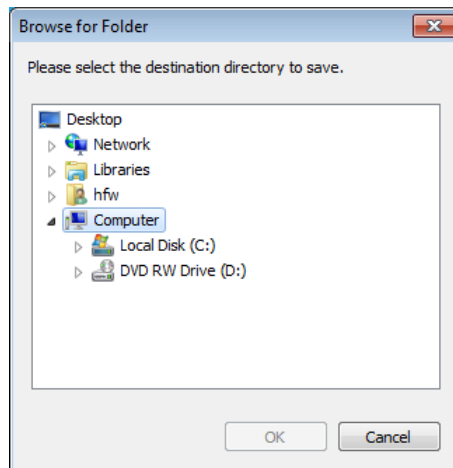 Browse for Folder
Please select the destination directory to save.
Desktop
Network
Libraries
hfw
Computer
Local Disk (C:)
DVD RW Drive (D:)
OK
Cancel